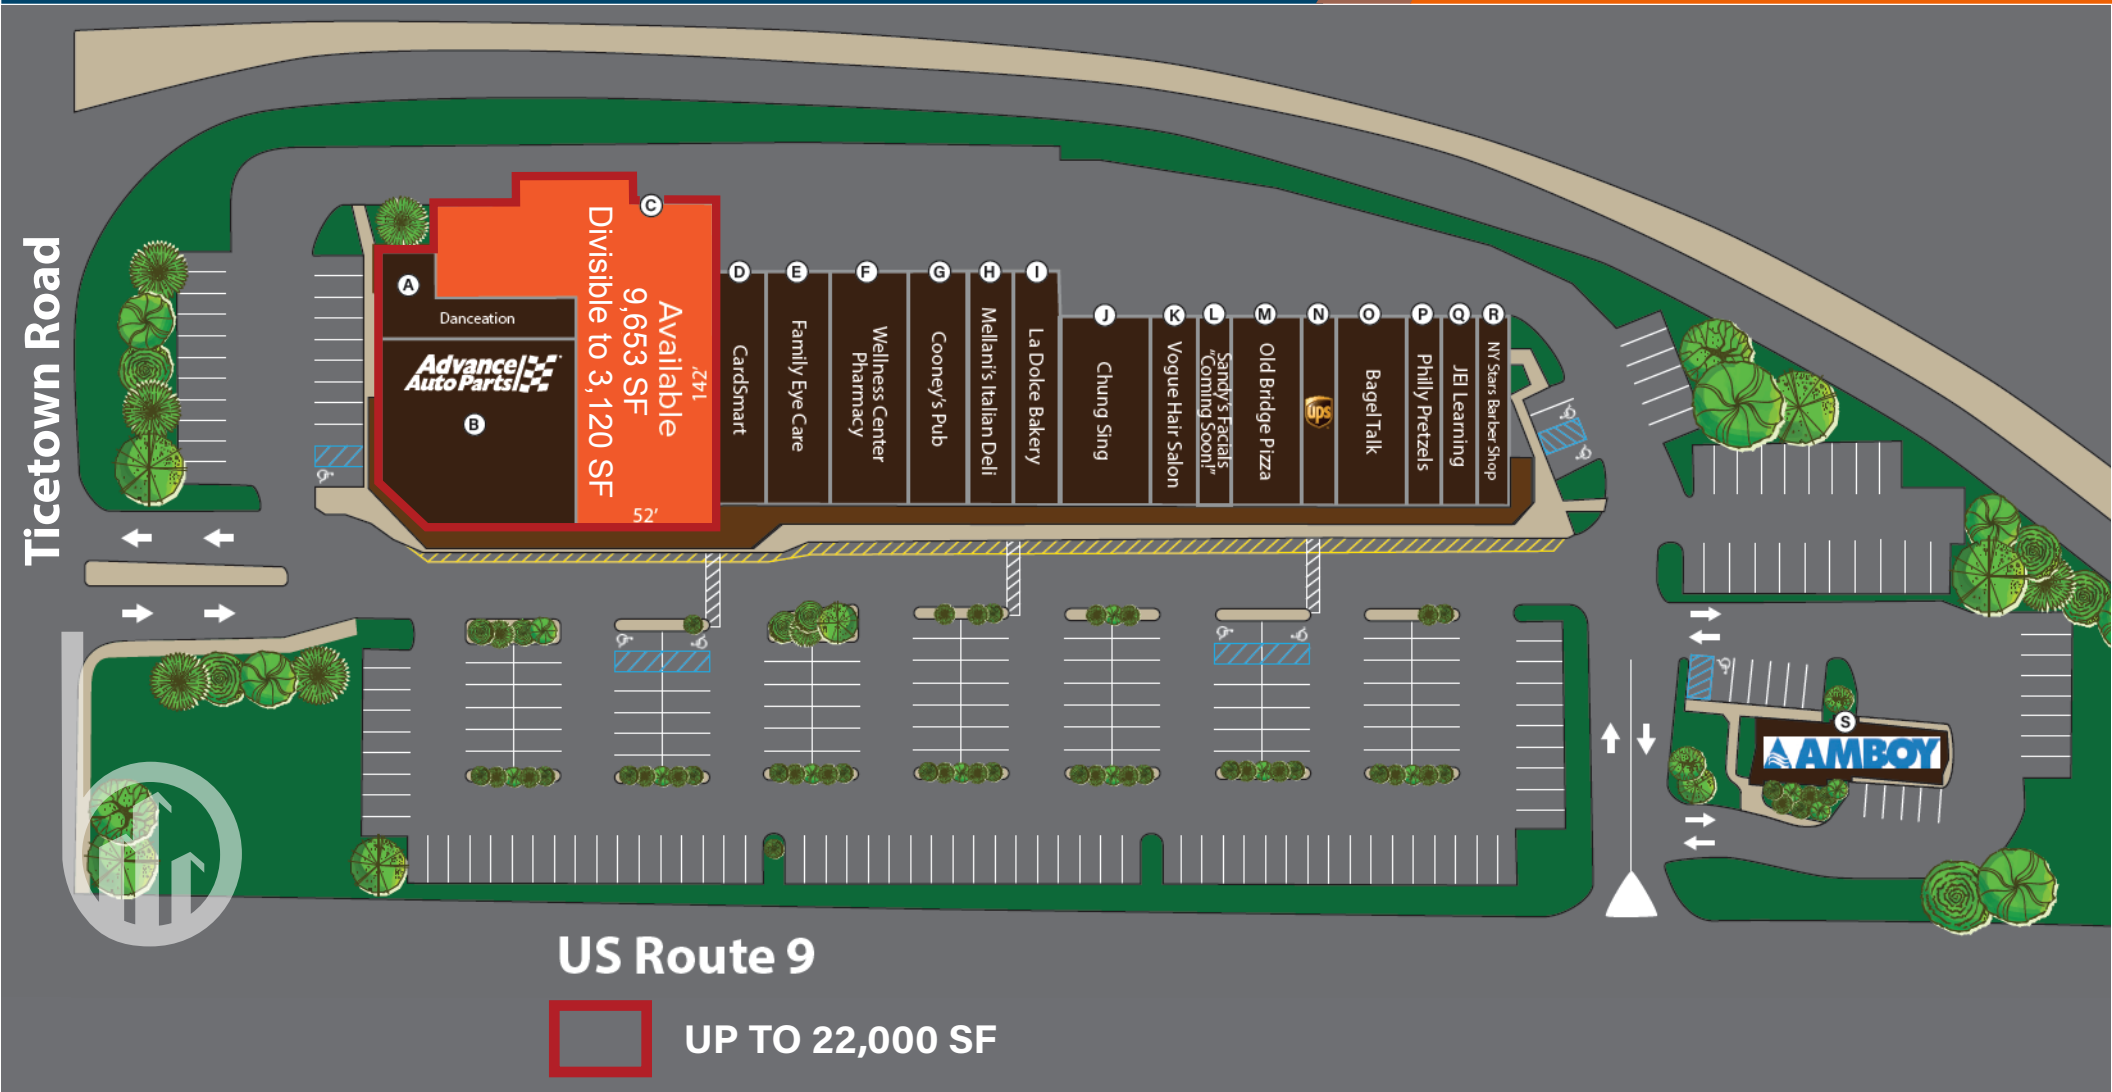 Ticetown Road
A
Danceation
Advance
Auto Parts
B
C
Available
9,653 SF
Divisible to 3,120 SF
142'
52'
D
CardSmart
E
Family Eye Care
F
Wellness Center
Pharmacy
G
Cooney's Pub
H
Mellani's Italian Deli
I
La Dolce Bakery
J
Chung Sing
K
Vogue Hair Salon
L
Sandy's Facials
"Coming Soon!"
M
Old Bridge Pizza
N
ups
O
Bagel Talk
P
Philly Pretzels
Q
JEI Learning
R
NY Stars Barber Shop
S
AMBOY
US Route 9
UP TO 22,000 SF